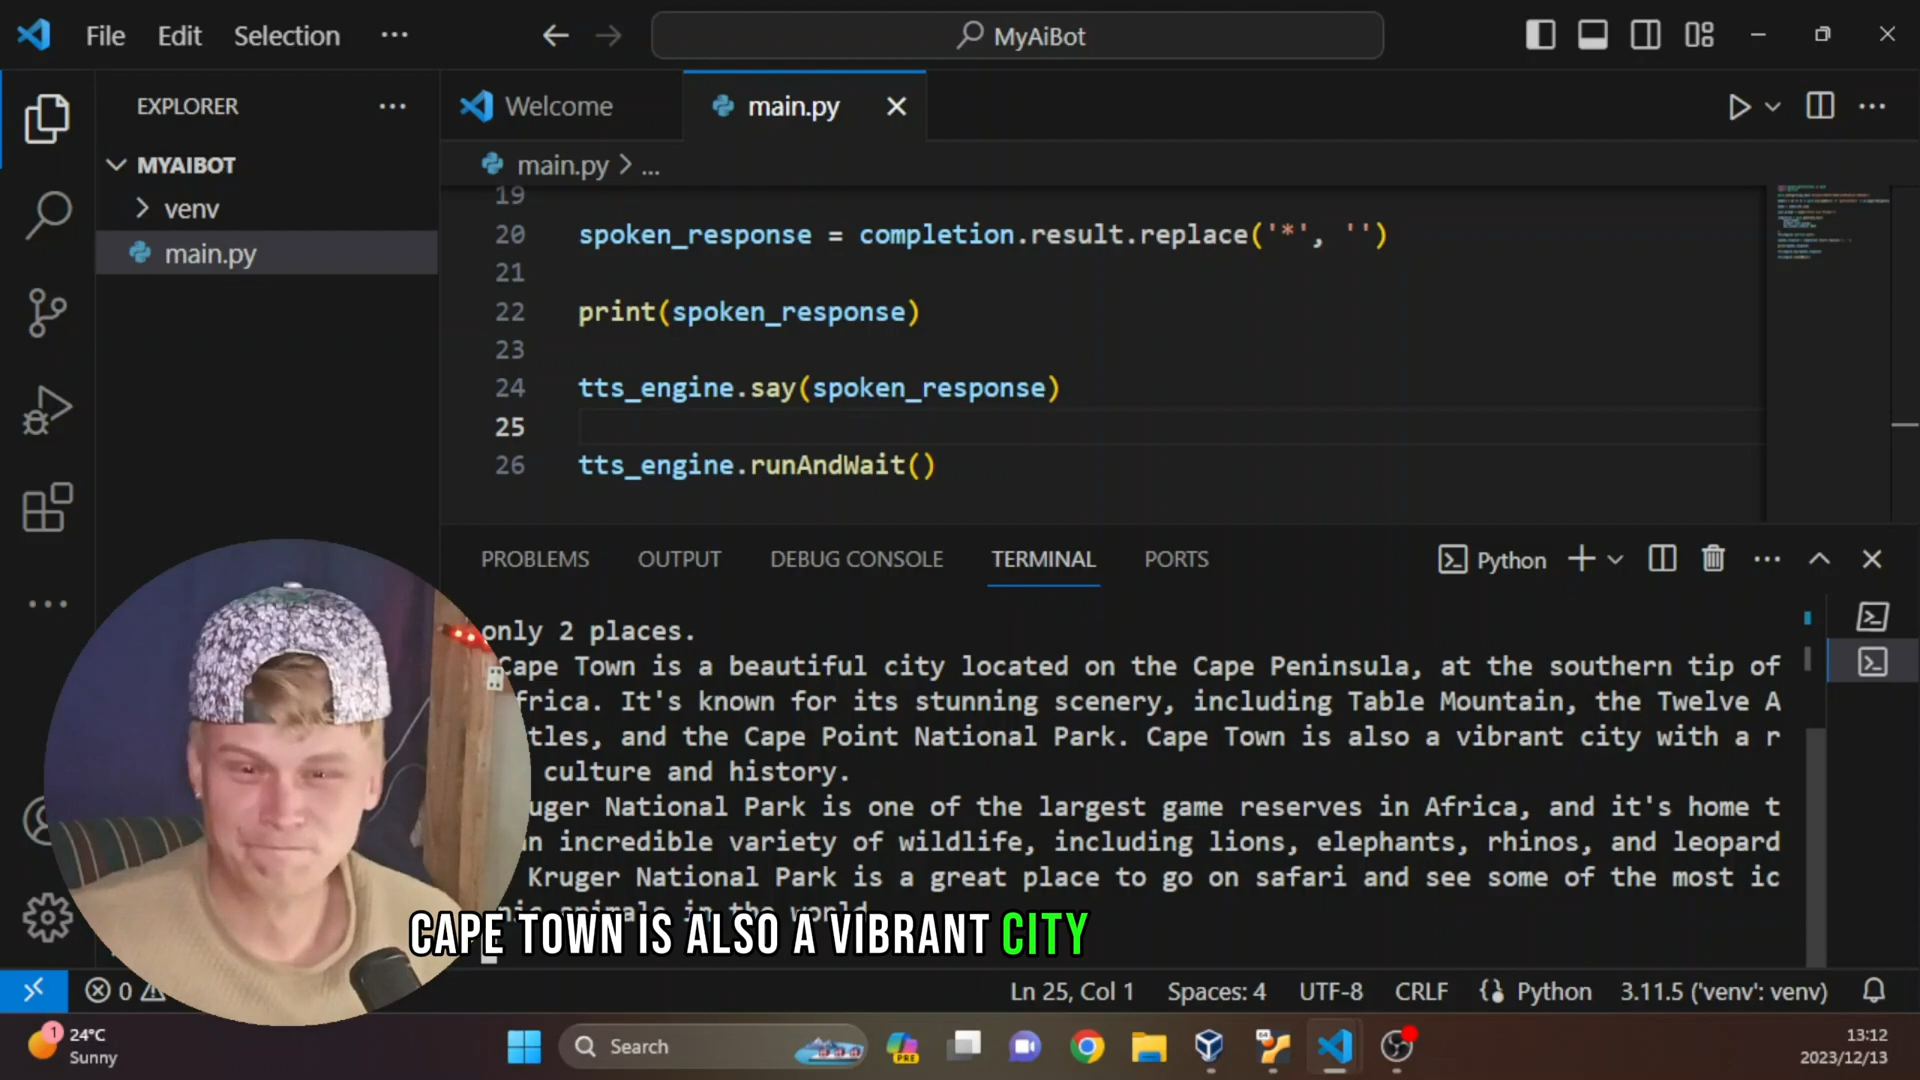 File Edit Selection ···
MyAiBot
EXPLORER
Welcome
main.py
MYAIBOT
venv
main.py
main.py > ...
19
20 spoken_response = completion.result.replace('*', '')
21
22 print(spoken_response)
23
24 tts_engine.say(spoken_response)
25
26 tts_engine.runAndWait()
PROBLEMS OUTPUT DEBUG CONSOLE TERMINAL PORTS
Python
only 2 places.
Cape Town is a beautiful city located on the Cape Peninsula, at the southern tip of
frica. It's known for its stunning scenery, including Table Mountain, the Twelve A
tles, and the Cape Point National Park. Cape Town is also a vibrant city with a r
culture and history.
uger National Park is one of the largest game reserves in Africa, and it's home t
n incredible variety of wildlife, including lions, elephants, rhinos, and leopard
Kruger National Park is a great place to go on safari and see some of the most ic
in the world
CAPE TOWN IS ALSO A VIBRANT CITY
0
Ln 25, Col 1 Spaces: 4 UTF-8 CRLF Python 3.11.5 ('venv': venv)
1
24°C
Sunny
Search
PRE
13:12
2023/12/13